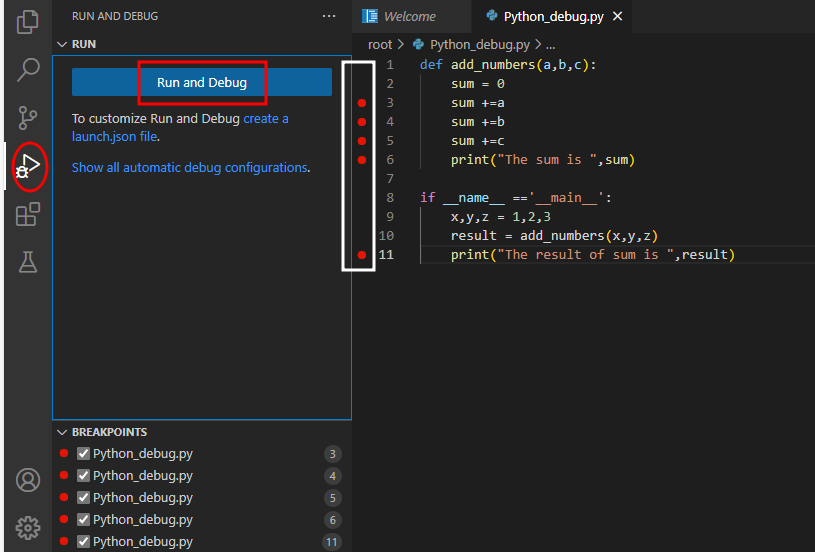 RUN AND DEBUG ...
RUN
Run and Debug
To customize Run and Debug create a
launch.json file.
Show all automatic debug configurations.
BREAKPOINTS
Python_debug.py 3
Python_debug.py 4
Python_debug.py 5
Python_debug.py 6
Python_debug.py 11
Welcome Python_debug.py ×
root > Python_debug.py > ...
1 def add_numbers(a,b,c):
2 sum = 0
3 sum +=a
4 sum +=b
5 sum +=c
6 print("The sum is ",sum)
7
8 if __name__ =='__main__':
9 x,y,z = 1,2,3
10 result = add_numbers(x,y,z)
11 print("The result of sum is ",result)